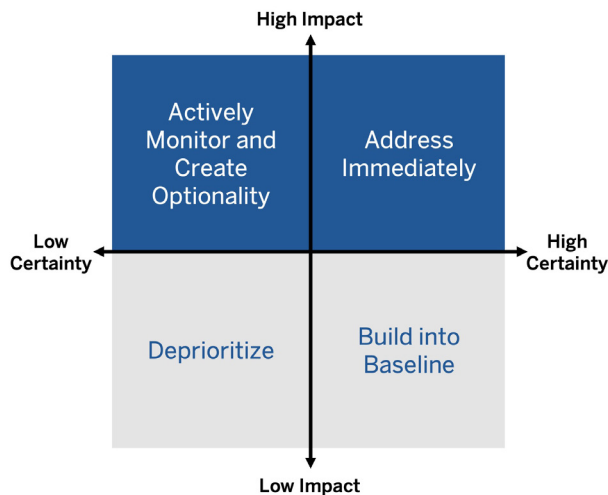 High Impact
Actively
Monitor and
Create
Optionality
Address
Immediately
Low
Certainty
High
Certainty
Deprioritize
Build into
Baseline
Low Impact